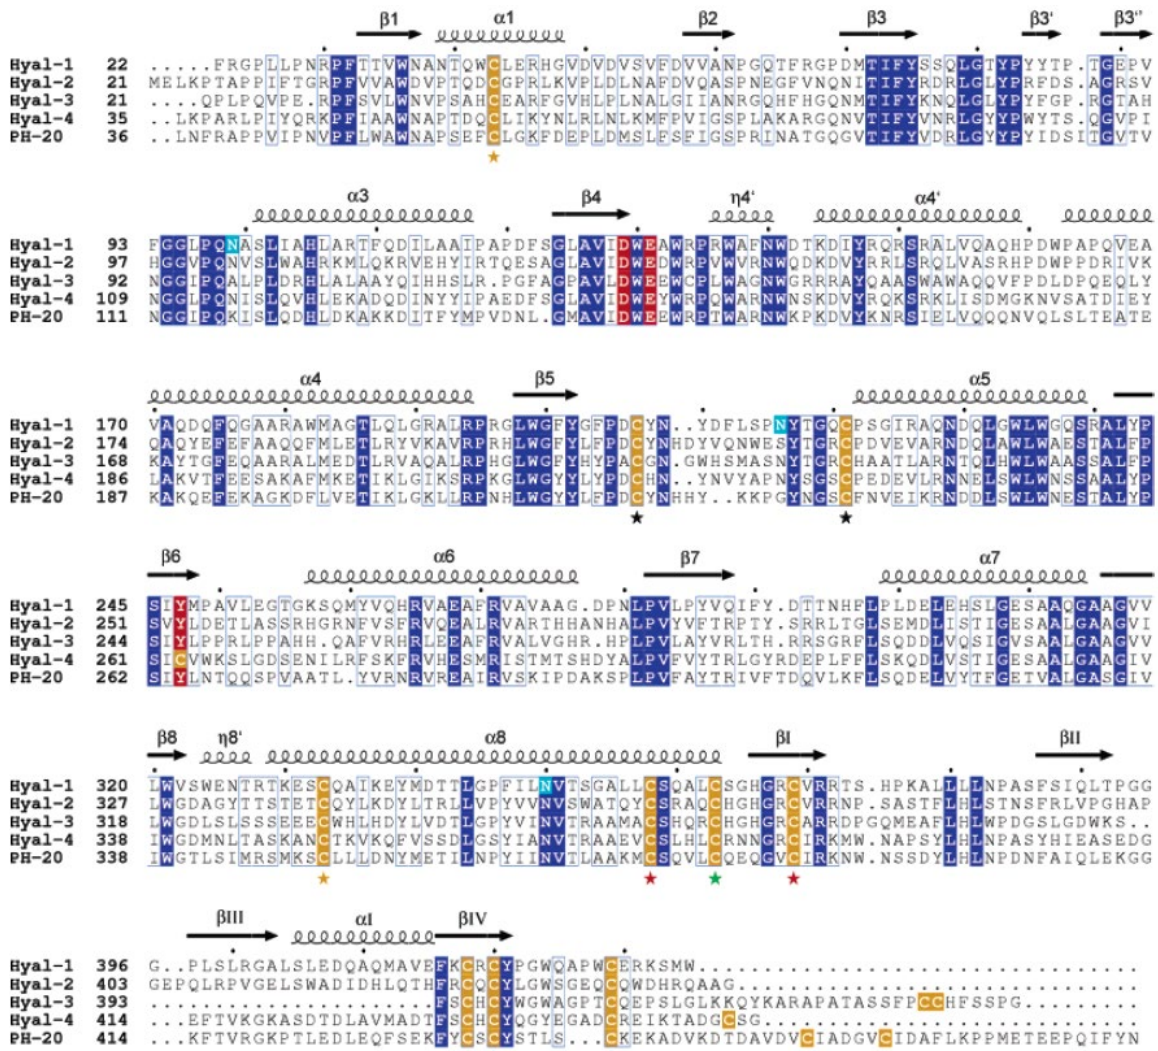 β1 α1 β2 β3 β3' β3''
Hyal-1 22 .....FRGPLLPNRPFTTVWNANTQWCLERHGVDVDVSVFDVVANPGQTFRGPDMTIFYSSQLGTYPYYTP.TGEPV
Hyal-2 21 MELKPTAPPIFTGRPFVVAWDVPTQDCGPRLKVPLDLNAFDVQASPNEGFVNQNITIFYRDRLGLYPRFDS.AGRSV
Hyal-3 21 ....QPLPQVPE.RPFSVLWNVPSAHCEARFGVHLPLNALGIIANRGQHFHGQNMTIFYKNQLGLYPYFGP.RGTAH
Hyal-4 35 ..LKPARLPIYQRKPFIAAWNAPTDQCLIKYNLRLNLKMFPVIGSPLAKARGQNVTIFYVNRLGYYPWYTS.QGVPI
PH-20 36 ..LNFRAPPVIPNVPFLWAWNAPSEFCLGKFDEPLDMSLFSFIGSPRINATGQGVTIFYVDRLGYYPYIDSITGVTV
α3 β4 η4' α4'
Hyal-1 93 FGGLPQNASLIAHLARTFQDILAAIPAPDFSGLAVIDWEAWRPRWAFNWDTKDIYRQRSRALVQAQHPDWPAPQVEA
Hyal-2 97 HGGVPQNVSLWAHRKMLQKRVEHYIRTQESAGLAVIDWEDWRPVWVRNWQDKDVYRRLSRQLVASRHPDWPPDRIVK
Hyal-3 92 NGGIPQALPLDRHLALAAYQIHHSLR.PGFAGPAVLDWEEWCPLWAGNWGRRRAYQAASWAWAQQVFPDLDPQEQLY
Hyal-4 109 NGGLPQNISLQVHLEKADQDINYYIPAEDFSGLAVIDWEYWRPQWARNWNSKDVYRQKSRKLISDMGKNVSATDIEY
PH-20 111 NGGIPQKISLQDHLDKAKKDITFYMPVDNL.GMAVIDWEEWRPTWARNWKPKDVYKNRSIELVQQQNVQLSLTEATE
α4 β5 α5
Hyal-1 170 VAQDQFQGAARAWMAGTLQLGRALRPRGLWGFYGFPDCYN..YDFLSPNYTGQCPSGIRAQNDQLGWLWGQSRALYP
Hyal-2 174 QAQYEFEFAAQQFMLETLRYVKAVRPRHLWGFYLFPDCYNHDYVQNWESYTGRCPDVEVARNDQLAWLWAESTALFP
Hyal-3 168 KAYTGFEQAARALMEDTLRVAQALRPHGLWGFYHYPACGN.GWHSMASNYTGRCHAATLARNTQLHWLWAASSALFP
Hyal-4 186 LAKVTFEESAKAFMKETIKLGIKSRPKGLWGYYLYPDCHN..YNVYAPNYSGSCPEDEVLRNNELSWLWNSSAALYP
PH-20 187 KAKQEFEKAGKDFLVETIKLGKLLRPNHLWGYYLFPDCYNHHY..KKPGYNGSCFNVEIKRNDDLSWLWNESTALYP
β6 α6 β7 α7
Hyal-1 245 SIYMPAVLEGTGKSQMYVQHRVAEAFRVAVAAG.DPNLPVLPYVQIFY.DTTNHFLPLDELEHSLGESAAQGAAGVV
Hyal-2 251 SVYLDETLASSRHGRNFVSFRVQEALRVARTHHANHALPVYVFTRPTY.SRRLTGLSEMDLISTIGESAALGAAGVI
Hyal-3 244 SIYLPPRLPPAHH.QAFVRHRLEEAFRVALVGHR.HPLPVLAYVRLTH.RRSGRFLSQDDLVQSIGVSAALGAAGVV
Hyal-4 261 SICVWKSLGDSENILRFSKFRVHESMRISTMTSHDYALPVFVYTRLGYRDEPLFFLSKQDLVSTIGESAALGAAGIV
PH-20 262 SIYLNTQQSPVAATL.YVRNRVREAIRVSKIPDAKSPLPVFAYTRIVFTDQVLKFLSQDELVYTFGETVALGASGIV
β8 η8' α8 βI βII
Hyal-1 320 LWVSWENTRTKESCQAIKEYMDTTLGPFILNVTSGALLCSQALCSGHGRCVRRTS.HPKALLLLNPASFSIQLTPGG
Hyal-2 327 LWGDAGYTTSTETCQYLKDYLTRLLVPYVVNVSWATQYCSRAQCHGHGRCVRRNP.SASTFLHLSTNSFRLVPGHAP
Hyal-3 318 LWGDLSLSSSEEECWHLHDYLVDTLGPYVINVTRAAMACSHQRCHGHGRCARRDPGQMEAFLHLWPDGSLGDWKS..
Hyal-4 338 IWGDMNLTASKANCTKVKQFVSSDLGSYIANVTRAAEVCSLHLCRNNGRCIRKMW.NAPSYLHLNPASYHIEASEDG
PH-20 338 IWGTLSIMRSMKSCLLLDNYMETILNPYIINVTLAAKMCSQVLCQEQGVCIRKNW.NSSDYLHLNPDNFAIQLEKGG
βIII αI βIV
Hyal-1 396 G..PLSLRGALSLEDQAQMAVEFKCRCYPGWQAPWCERKSMW..................................
Hyal-2 403 GEPQLRPVGELSWADIDHLQTHFRCQCYLGWSGEQCQWDHRQAAG...............................
Hyal-3 393 ......................FSCHCYWGWAGPTCQEPSLGLKKQYKARAPATASSFPCCHFSSPG.........
Hyal-4 414 ...EFTVKGKASDTDLAVMADTFSCHCYQGYEGADCREIKTADGCSG.............................
PH-20 414 ...KFTVRGKPTLEDLEQFSEKFYCSCYSTLS...CKEKADVKDTDAVDVCIADGVCIDAFLKPPMETEEPQIFYN